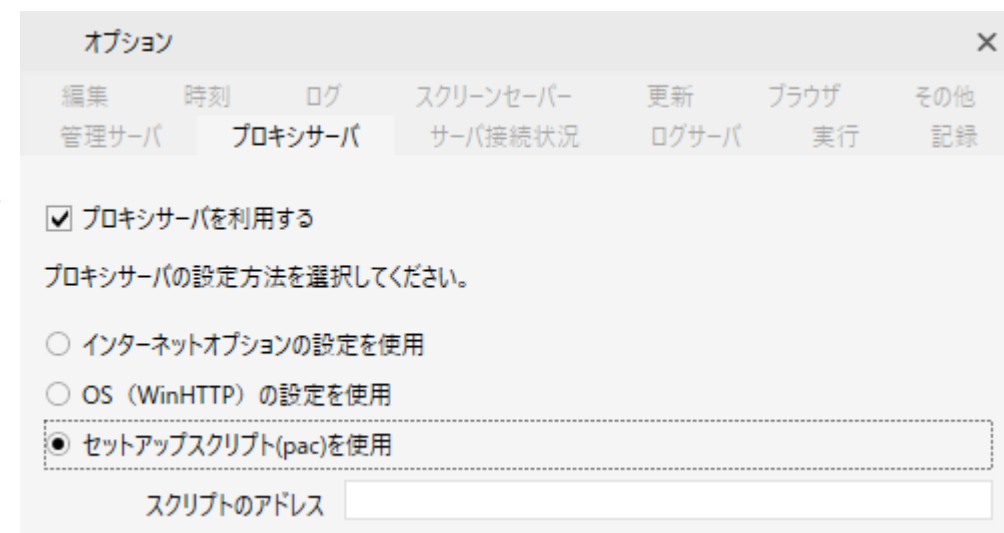 オプション
編集 時刻 ログ スクリーンセーバー 更新 ブラウザ その他
管理サーバ プロキシサーバ サーバ接続状況 ログサーバ 実行 記録
プロキシサーバを利用する
プロキシサーバの設定方法を選択してください。
インターネットオプションの設定を使用
OS（WinHTTP）の設定を使用
セットアップスクリプト(pac)を使用
スクリプトのアドレス